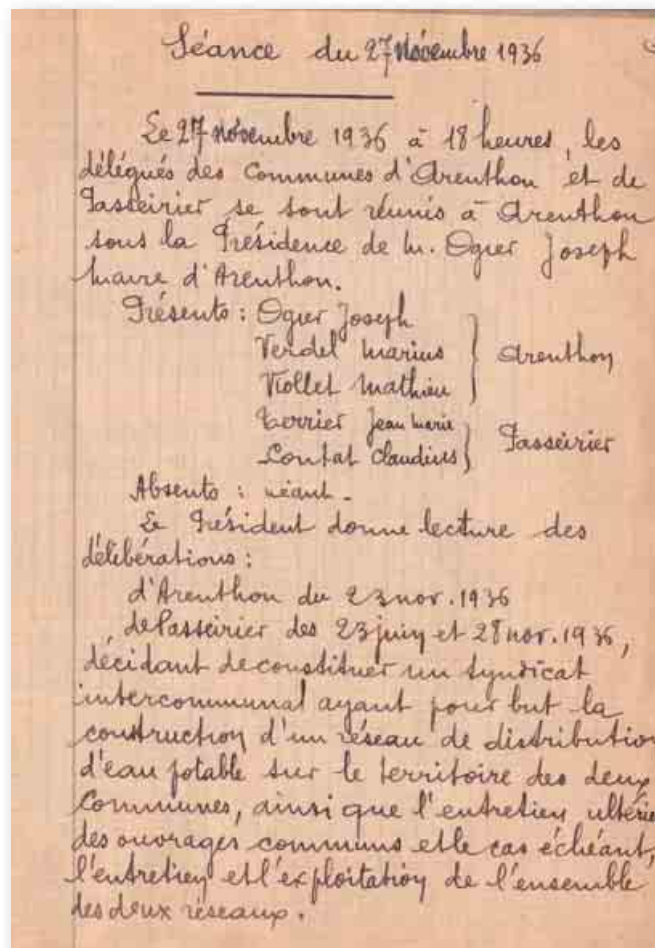 Séance du 27 Novembre 1936
Le 27 novembre 1936 à 18 heures, les
délégués des Communes d'Arenthon et de
Passeirier se sont réunis à Arenthon
sous la Présidence de M. Ogier Joseph
Maire d'Arenthon.
Présents : Ogier Joseph
Verdel Marius
Viollet Mathieu
Arenthon
Terrier Jean Marie
Contat Claudius
Passeirier
Absents : néant.
Le Président donne lecture des
délibérations :
d'Arenthon du 23 nov. 1936
de Passeirier des 23 juin et 28 nov. 1936,
décidant de constituer un syndicat
intercommunal ayant pour but la
construction d'un réseau de distribution
d'eau potable sur le territoire des deux
Communes, ainsi que l'entretien ultérie
des ouvrages communs et le cas échéant,
l'entretien et l'exploitation de l'ensemble
des deux réseaux.